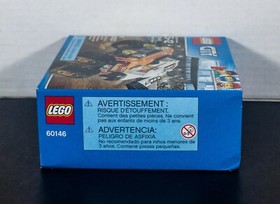 LEGO
60146
AVERTISSEMENT :
RISQUE D'ÉTOUFFEMENT.
Contient des petites pièces. Ne convient
pas aux enfants de moins de 3 ans.
ADVERTENCIA:
PELIGRO DE ASFIXIA.
No recomendado para niños menores de
3 años. Contiene piezas pequeñas.